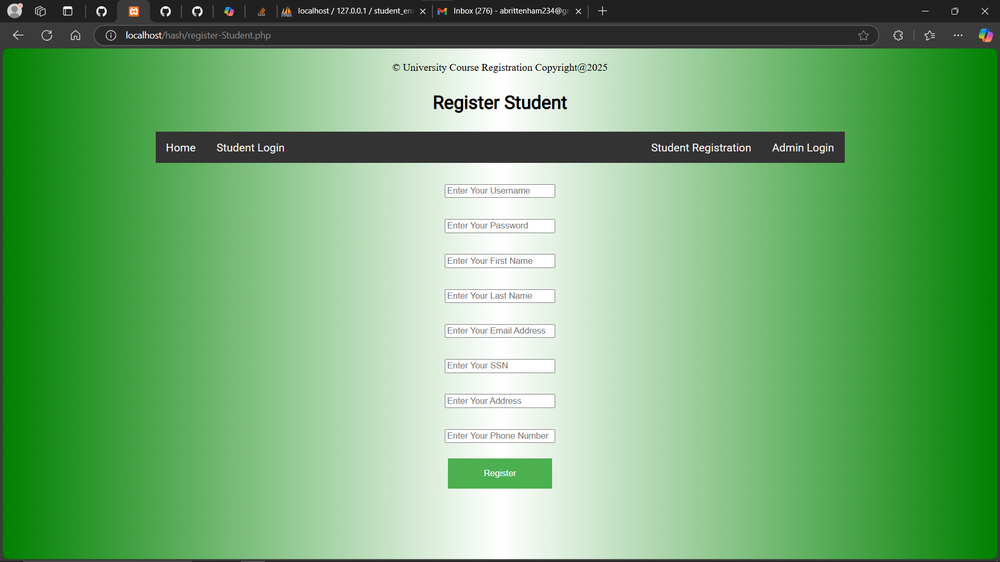 localhost / 127.0.0.1 / student_enr
Inbox (276) - abrittenham234@gm
localhost/hash/register-Student.php
© University Course Registration Copyright@2025
Register Student
Home Student Login Student Registration Admin Login
Enter Your Username
Enter Your Password
Enter Your First Name
Enter Your Last Name
Enter Your Email Address
Enter Your SSN
Enter Your Address
Enter Your Phone Number
Register